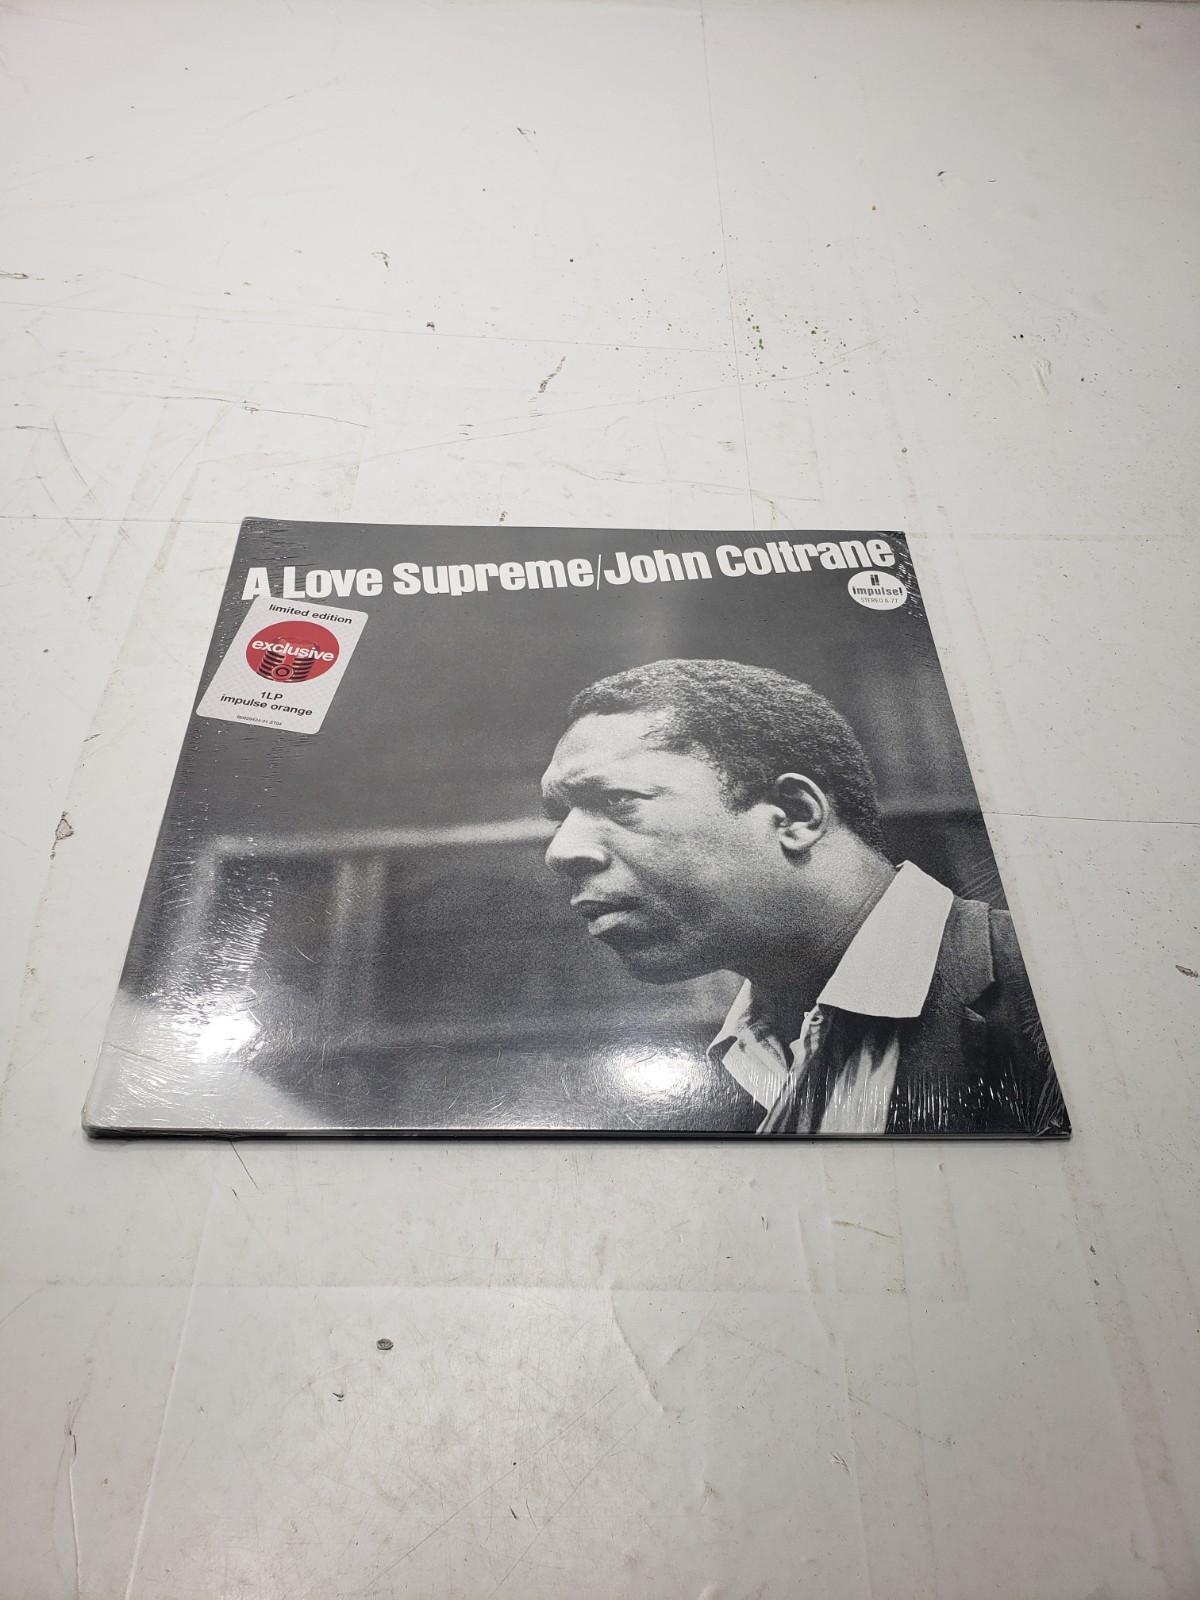 A Love Supreme/John Coltrane
impulse!
STEREO A-77
limited edition
exclusive
1LP
impulse orange